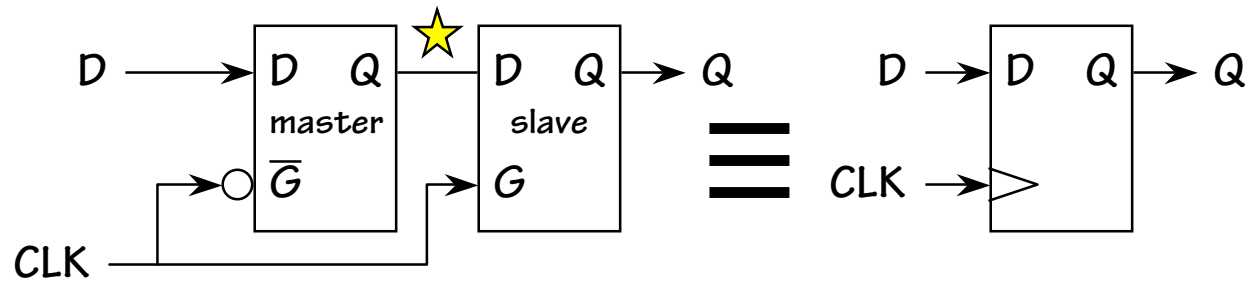 D D Q D Q Q D D Q Q
master slave
G̅ G CLK
CLK